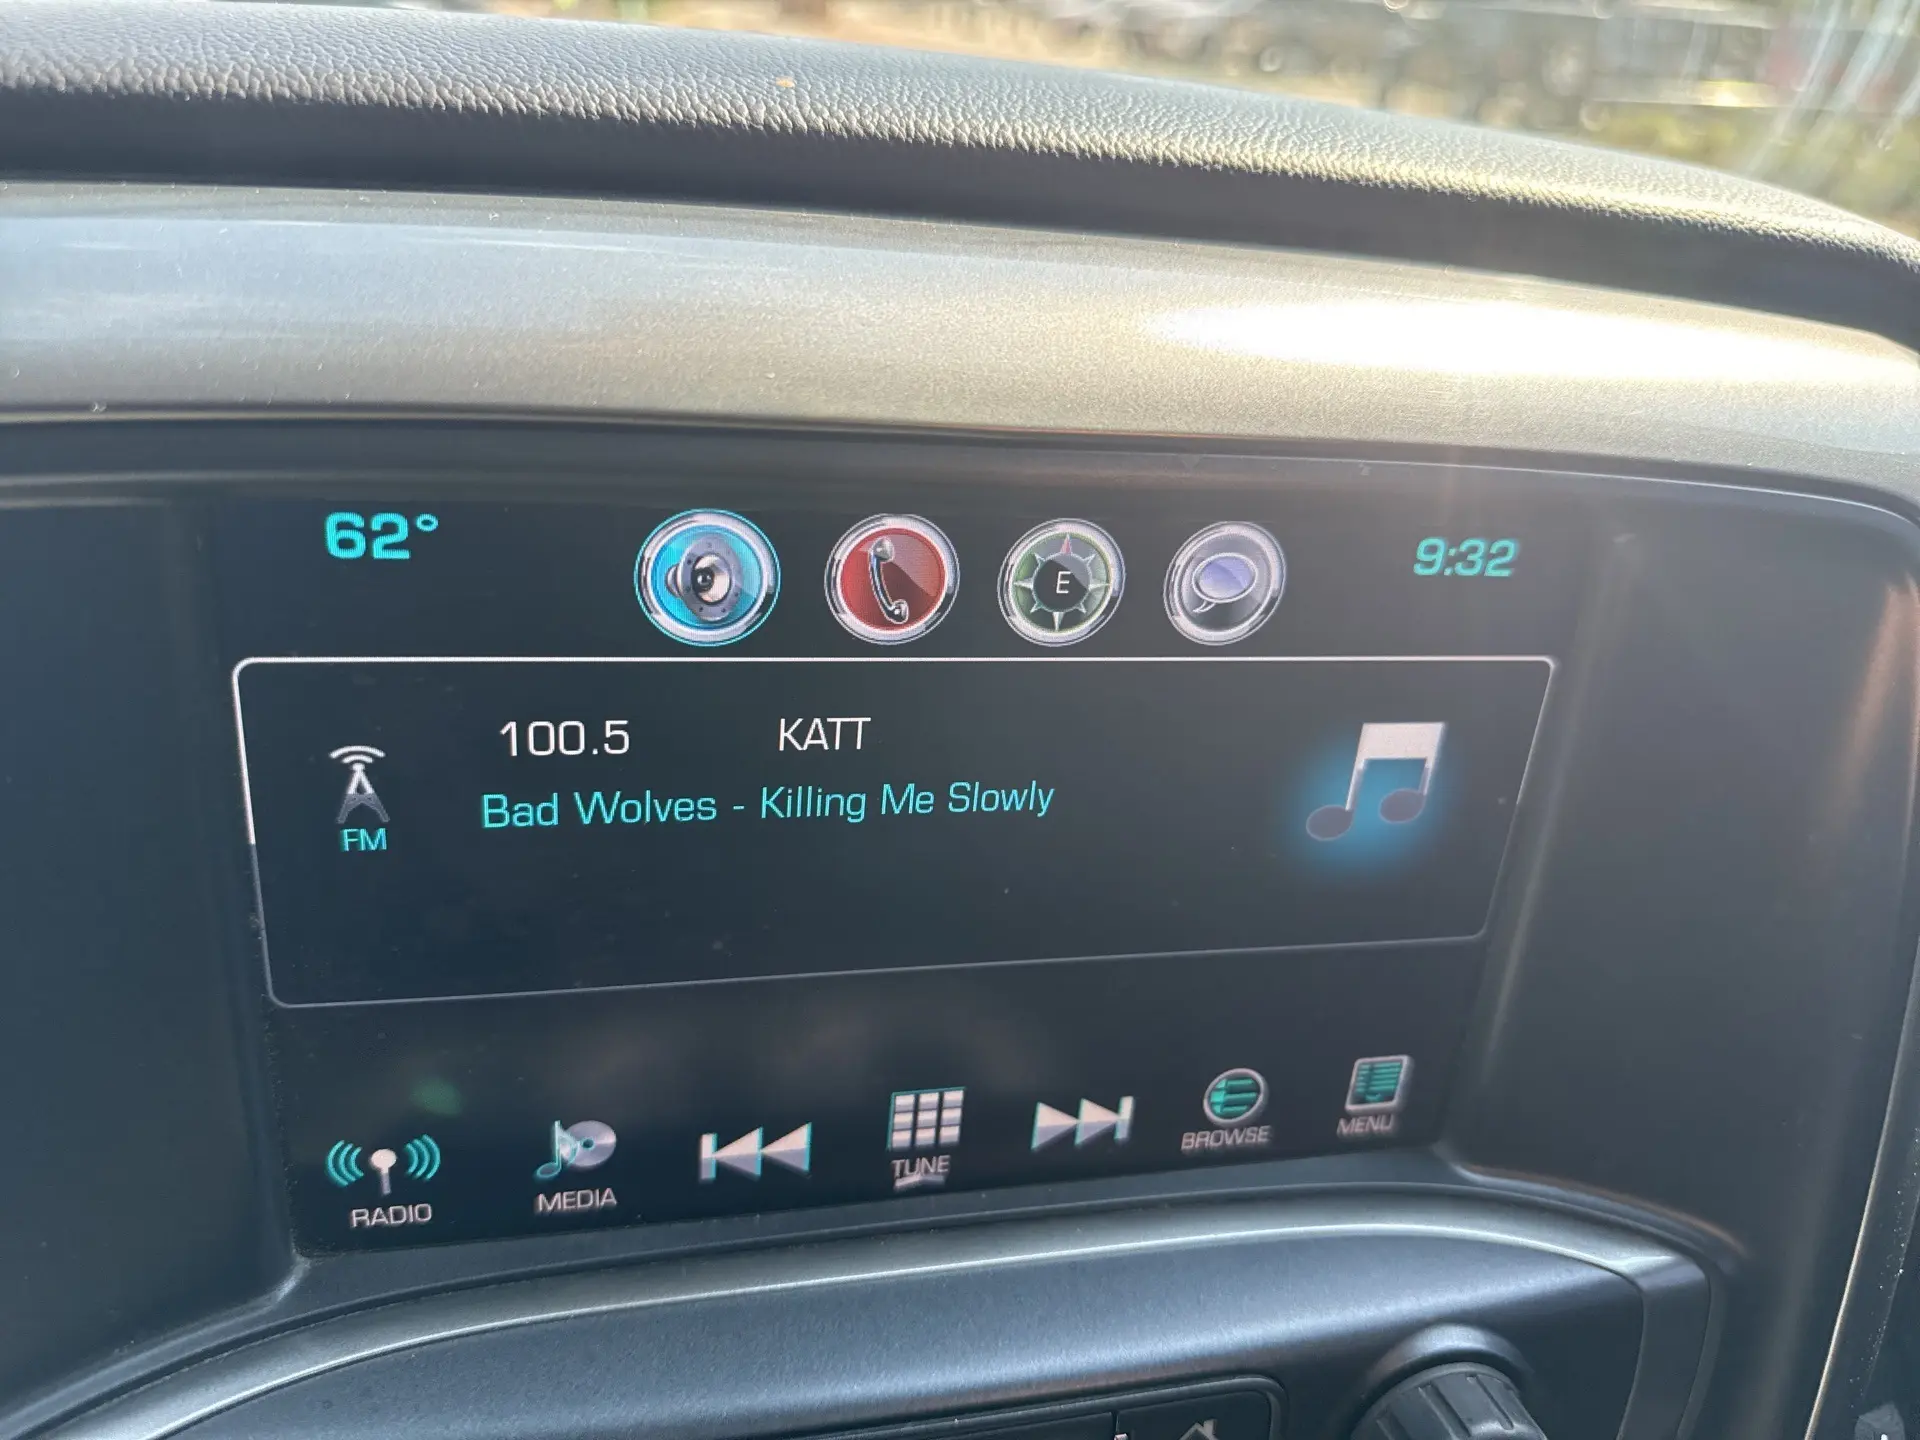 62° 9:32
E
100.5 KATT
Bad Wolves - Killing Me Slowly
FM
RADIO MEDIA TUNE BROWSE MENU